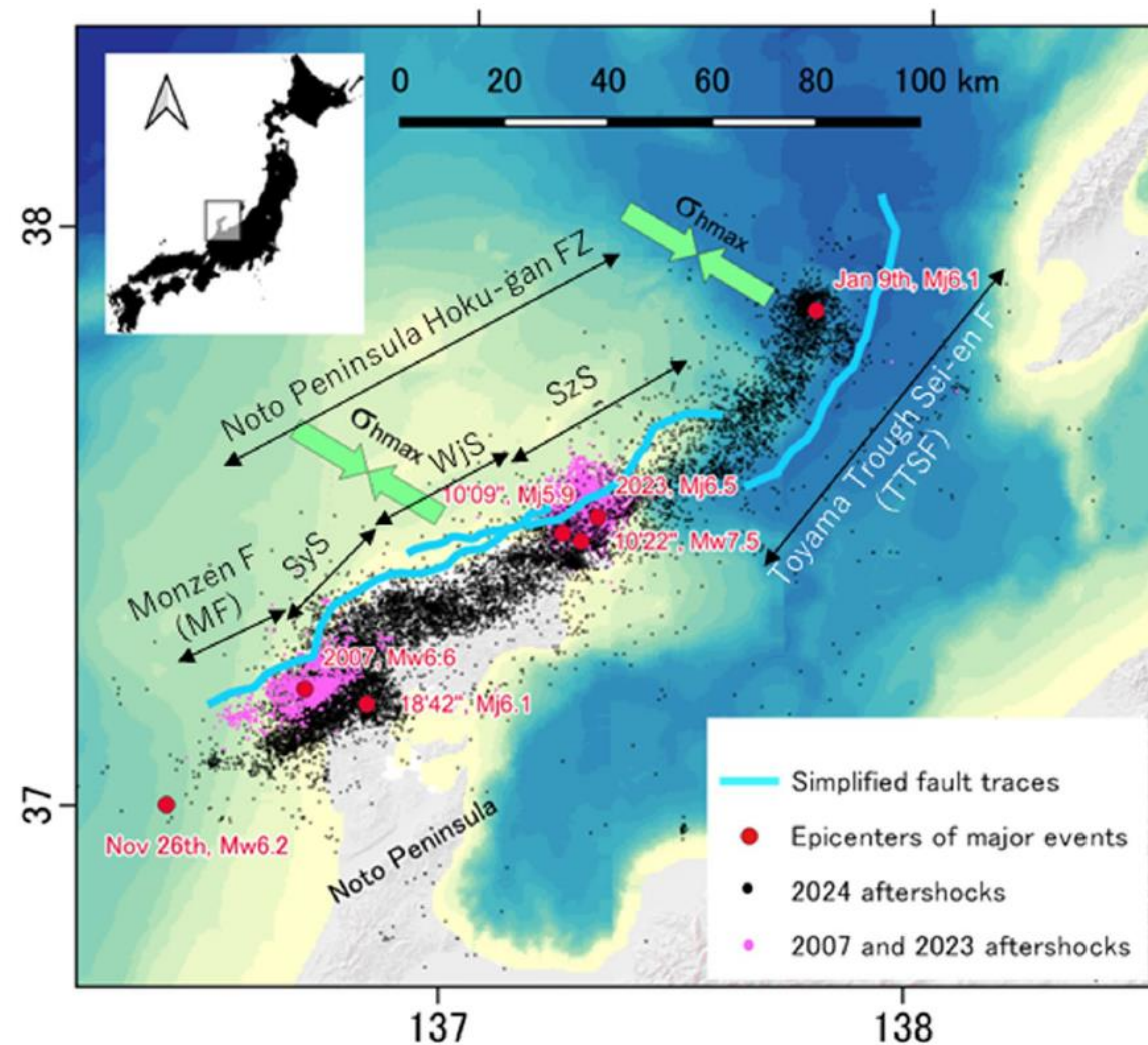 0 20 40 60 80 100 km
38
σhmax
Jan 9th, Mj6.1
Noto Peninsula Hoku-gan FZ
SzS
σhmax
WjS
10'09", Mj5.9
2023, Mj6.5
10'22", Mw7.5
Toyama Trough Sei-en F
(TTSF)
SyS
Monzen F
(MF)
2007, Mw6.6
18'42", Mj6.1
37
Nov 26th, Mw6.2
Noto Peninsula
Simplified fault traces
Epicenters of major events
2024 aftershocks
2007 and 2023 aftershocks
137
138